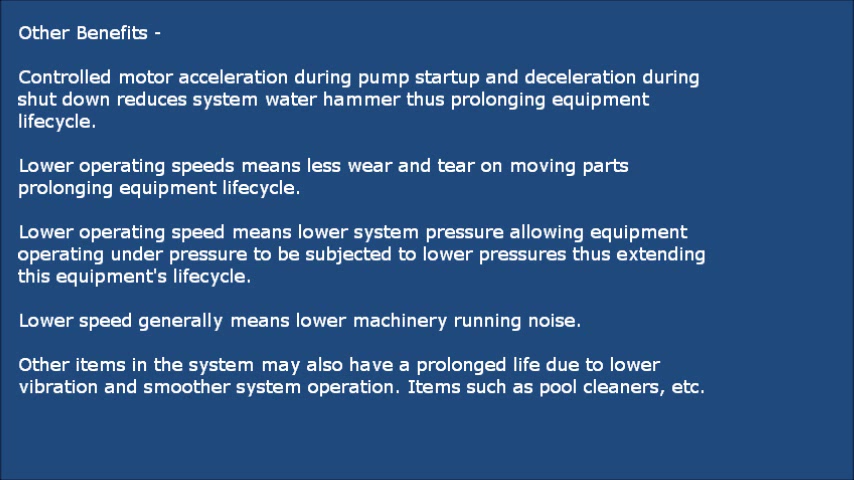 Other Benefits -
Controlled motor acceleration during pump startup and deceleration during
shut down reduces system water hammer thus prolonging equipment
lifecycle.
Lower operating speeds means less wear and tear on moving parts
prolonging equipment lifecycle.
Lower operating speed means lower system pressure allowing equipment
operating under pressure to be subjected to lower pressures thus extending
this equipment's lifecycle.
Lower speed generally means lower machinery running noise.
Other items in the system may also have a prolonged life due to lower
vibration and smoother system operation. Items such as pool cleaners, etc.